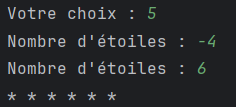 Votre choix : 5
Nombre d'étoiles : -4
Nombre d'étoiles : 6
* * * * * *